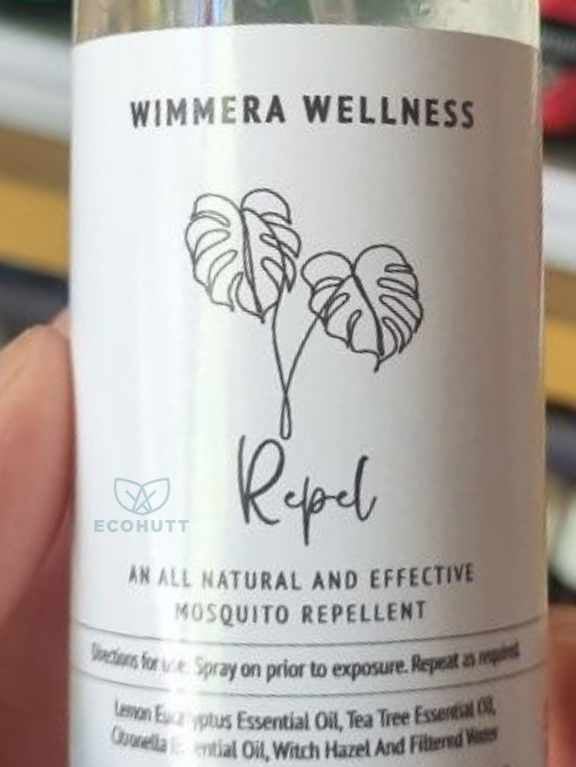 WIMMERA WELLNESS
Repel
ECOHUTT
AN ALL NATURAL AND EFFECTIVE
MOSQUITO REPELLENT
Directions for use: Spray on prior to exposure. Repeat as required.
Lemon Eucalyptus Essential Oil, Tea Tree Essential Oil,
Citronella Essential Oil, Witch Hazel And Filtered Water